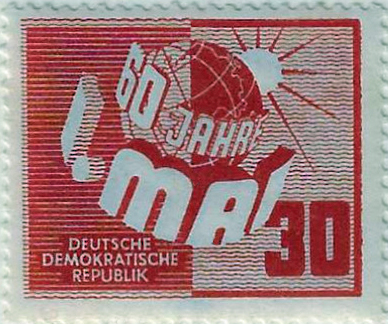 60 JAHRE
1. MAI
30
DEUTSCHE
DEMOKRATISCHE
REPUBLIK